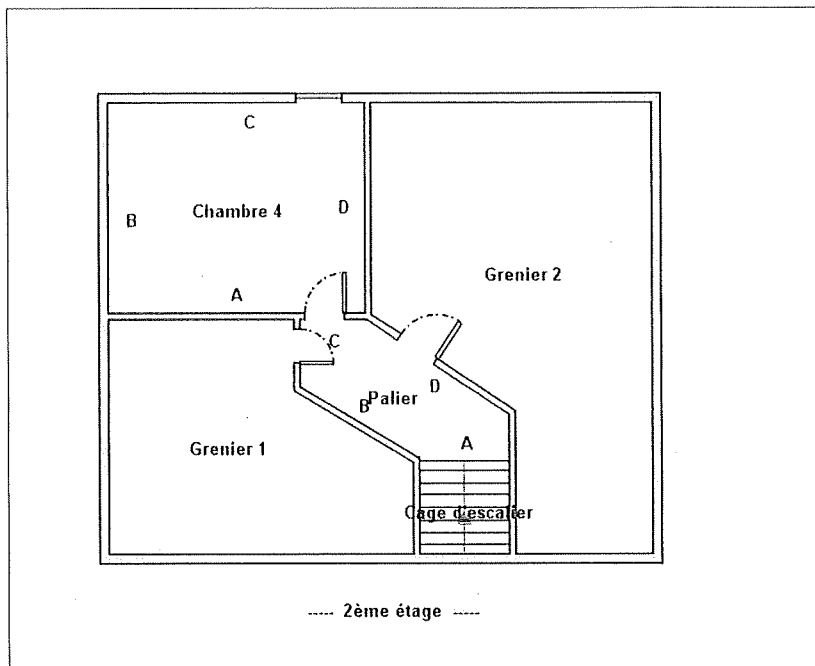 C
B
Chambre 4
D
A
Grenier 2
C
D
B
Palier
A
Grenier 1
Cage d'escalier
----- 2ème étage -----